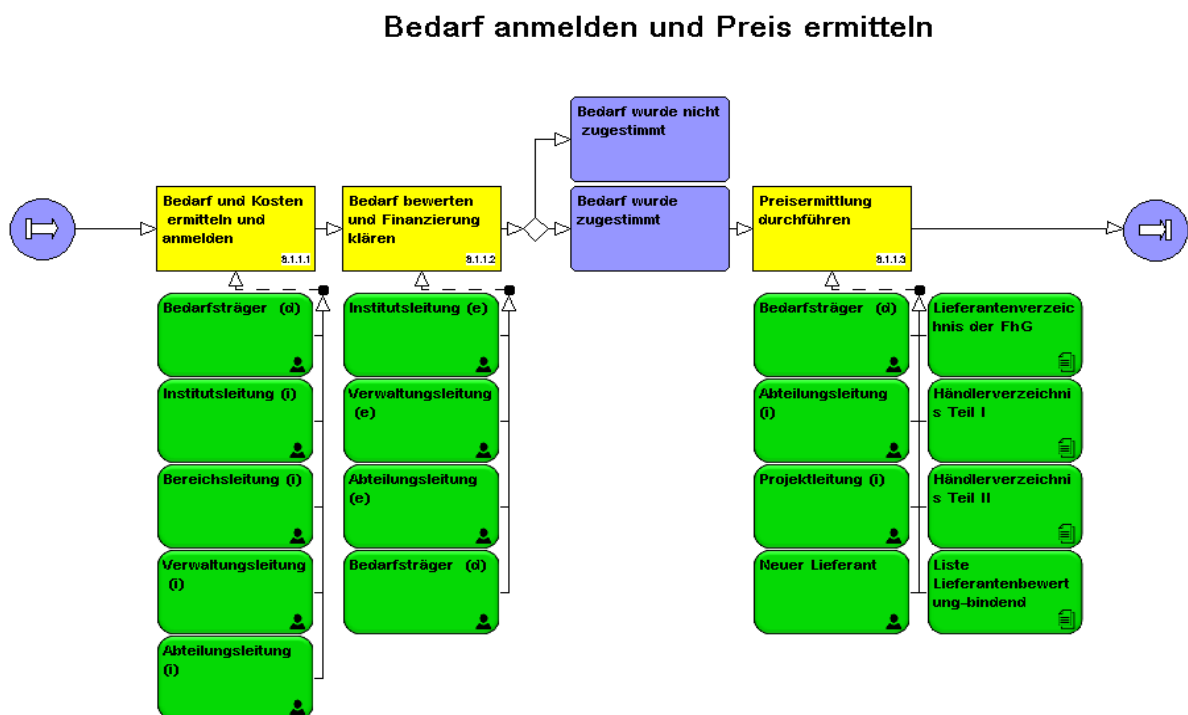 Bedarf anmelden und Preis ermitteln
Bedarf wurde nicht
zugestimmt
Bedarf und Kosten
ermitteln und
anmelden
8.1.1.1
Bedarf bewerten
und Finanzierung
klären
8.1.1.2
Bedarf wurde
zugestimmt
Preisermittlung
durchführen
8.1.1.3
Bedarfsträger (d)
Institutsleitung (i)
Bereichsleitung (i)
Verwaltungsleitung
(i)
Abteilungsleitung
(i)
Institutsleitung (e)
Verwaltungsleitung
(e)
Abteilungsleitung
(e)
Bedarfsträger (d)
Bedarfsträger (d)
Abteilungsleitung
(i)
Projektleitung (i)
Neuer Lieferant
Lieferantenverzeic
hnis der FhG
Händlerverzeichni
s Teil I
Händlerverzeichni
s Teil II
Liste
Lieferantenbewert
ung-bindend